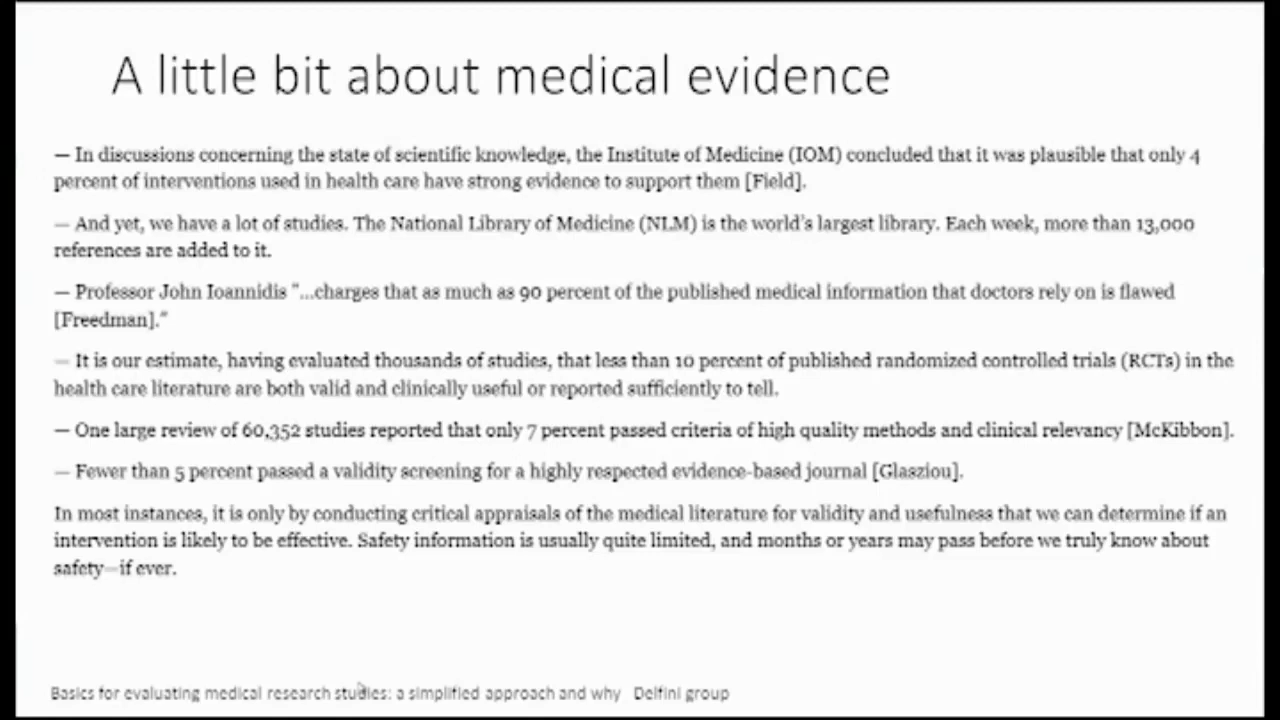 A little bit about medical evidence
— In discussions concerning the state of scientific knowledge, the Institute of Medicine (IOM) concluded that it was plausible that only 4
percent of interventions used in health care have strong evidence to support them [Field].
— And yet, we have a lot of studies. The National Library of Medicine (NLM) is the world's largest library. Each week, more than 13,000
references are added to it.
— Professor John Ioannidis "...charges that as much as 90 percent of the published medical information that doctors rely on is flawed
[Freedman]."
— It is our estimate, having evaluated thousands of studies, that less than 10 percent of published randomized controlled trials (RCTs) in the
health care literature are both valid and clinically useful or reported sufficiently to tell.
— One large review of 60,352 studies reported that only 7 percent passed criteria of high quality methods and clinical relevancy [McKibbon].
— Fewer than 5 percent passed a validity screening for a highly respected evidence-based journal [Glasziou].
In most instances, it is only by conducting critical appraisals of the medical literature for validity and usefulness that we can determine if an
intervention is likely to be effective. Safety information is usually quite limited, and months or years may pass before we truly know about
safety—if ever.
Basics for evaluating medical research studies: a simplified approach and why Delfini group